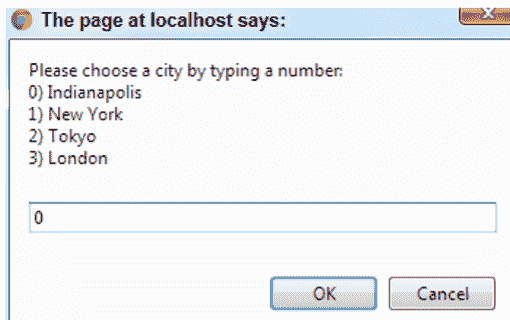 The page at localhost says:
Please choose a city by typing a number:
0) Indianapolis
1) New York
2) Tokyo
3) London
0
OK
Cancel